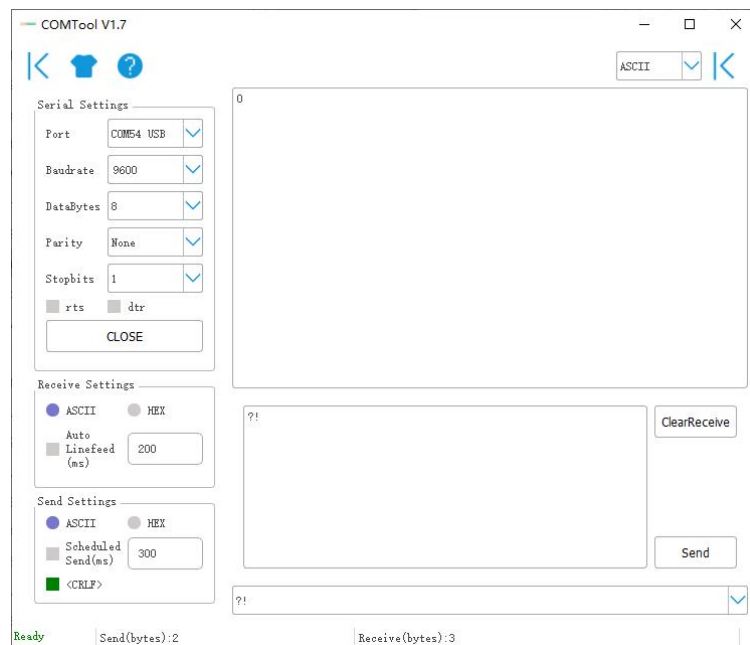 COMTool V1.7
ASCII
Serial Settings
Port COM54 USB
Baudrate 9600
DataBytes 8
Parity None
Stopbits 1
rts dtr
CLOSE
0
Receive Settings
ASCII HEX
Auto
Linefeed
(ms)
200
?!
ClearReceive
Send Settings
ASCII HEX
Scheduled
Send(ms)
300
<CRLF>
Send
?!
Ready Send(bytes):2 Receive(bytes):3